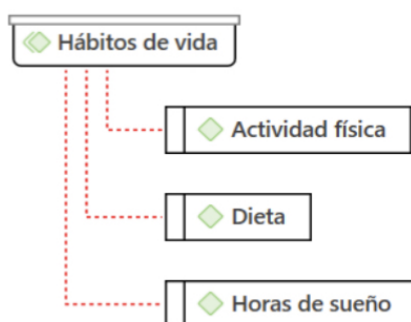 Hábitos de vida
Actividad física
Dieta
Horas de sueño